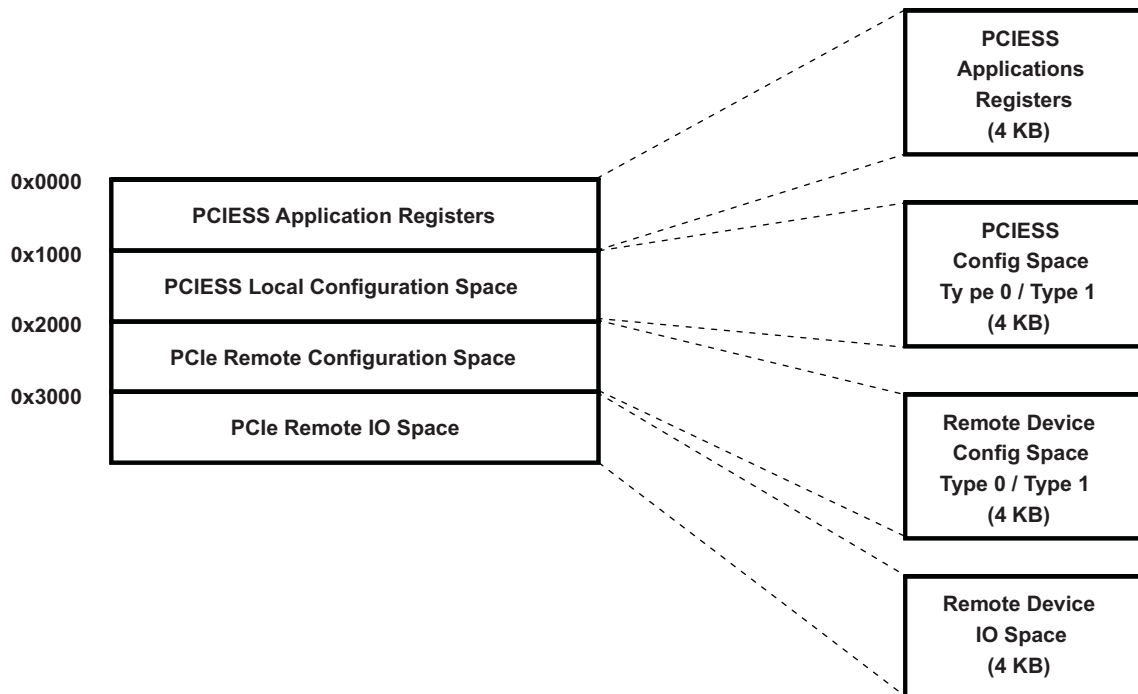 0x0000
PCIESS Application Registers
0x1000
PCIESS Local Configuration Space
0x2000
PCIe Remote Configuration Space
0x3000
PCIe Remote IO Space
PCIESS
Applications
Registers
(4 KB)
PCIESS
Config Space
Ty pe 0 / Type 1
(4 KB)
Remote Device
Config Space
Type 0 / Type 1
(4 KB)
Remote Device
IO Space
(4 KB)